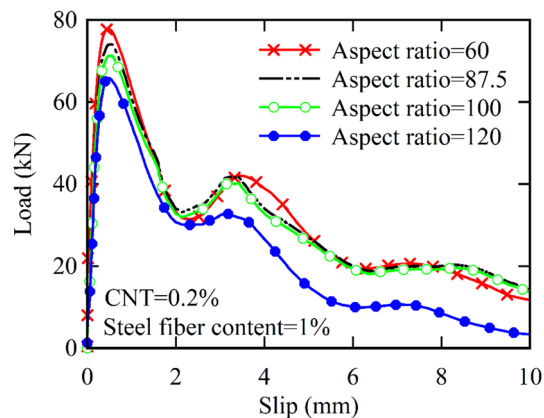 80
60
40
20
0
Load (kN)
Aspect ratio=60
Aspect ratio=87.5
Aspect ratio=100
Aspect ratio=120
CNT=0.2%
Steel fiber content=1%
0 2 4 6 8 10
Slip (mm)